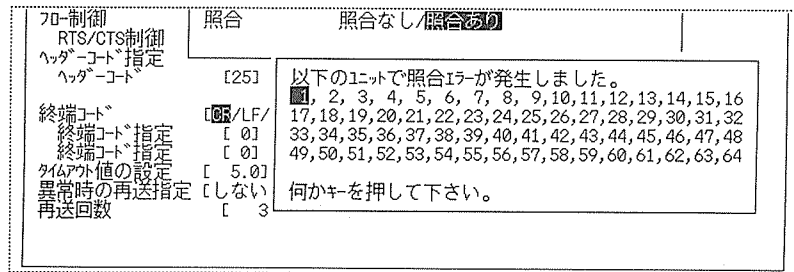 ﾌﾛｰ制御 照合 照合なし/照合あり
RTS/CTS制御
ﾍｯﾀﾞｰｺｰﾄﾞ指定
ﾍｯﾀﾞｰｺｰﾄﾞ [25]
以下のﾕﾆｯﾄで照合ｴﾗｰが発生しました。
1, 2, 3, 4, 5, 6, 7, 8, 9,10,11,12,13,14,15,16
終端ｺｰﾄﾞ [CR/LF/
17,18,19,20,21,22,23,24,25,26,27,28,29,30,31,32
終端ｺｰﾄﾞ指定 [ 0]
33,34,35,36,37,38,39,40,41,42,43,44,45,46,47,48
終端ｺｰﾄﾞ指定 [ 0]
49,50,51,52,53,54,55,56,57,58,59,60,61,62,63,64
ﾀｲﾑｱｳﾄ値の設定 [ 5.0]
異常時の再送指定 [しない
何かｷｰを押して下さい。
再送回数 [ 3